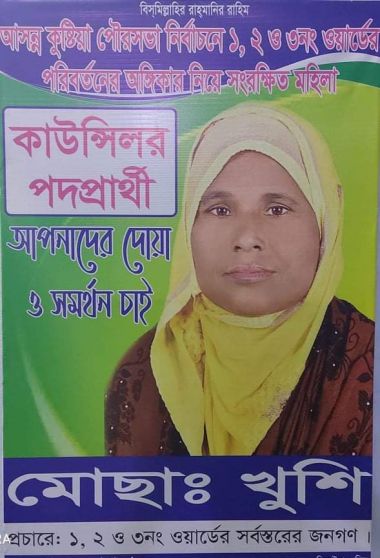 বিসমিল্লাহির রাহমানির রাহিম
আসন্ন কুষ্টিয়া পৌরসভা নির্বাচনে ১, ২ ও ৩নং ওয়ার্ডের
পরিবর্তনের অঙ্গিকার নিয়ে সংরক্ষিত মহিলা
কাউন্সিলর
পদপ্রার্থী
আপনাদের দোয়া
ও সমর্থন চাই
মোছাঃ খুশি
প্রচারে: ১, ২ ও ৩নং ওয়ার্ডের সর্বস্তরের জনগণ।